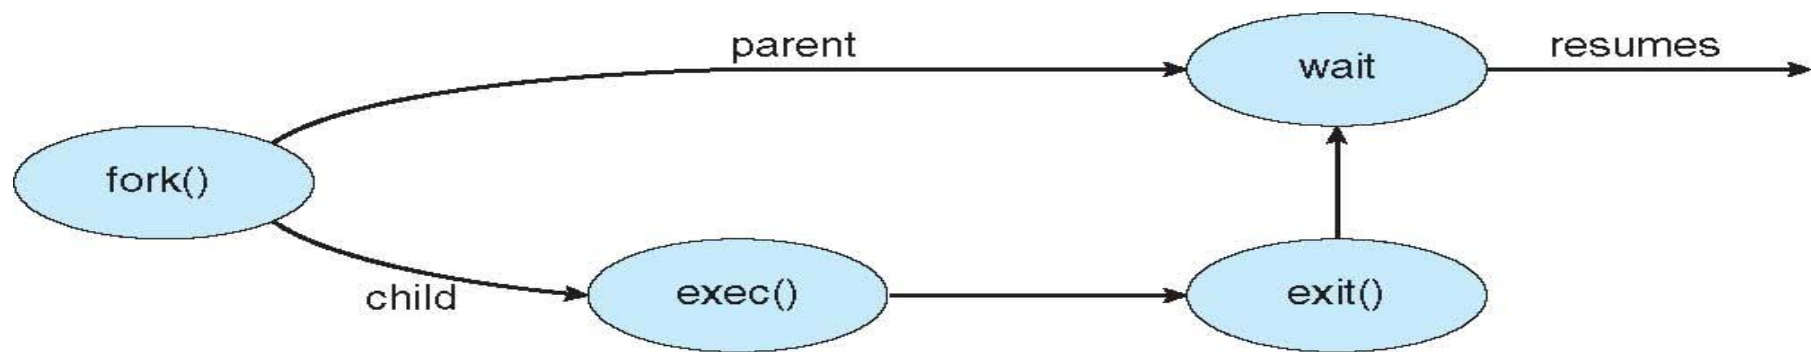 parent
wait
resumes
fork()
child
exec()
exit()